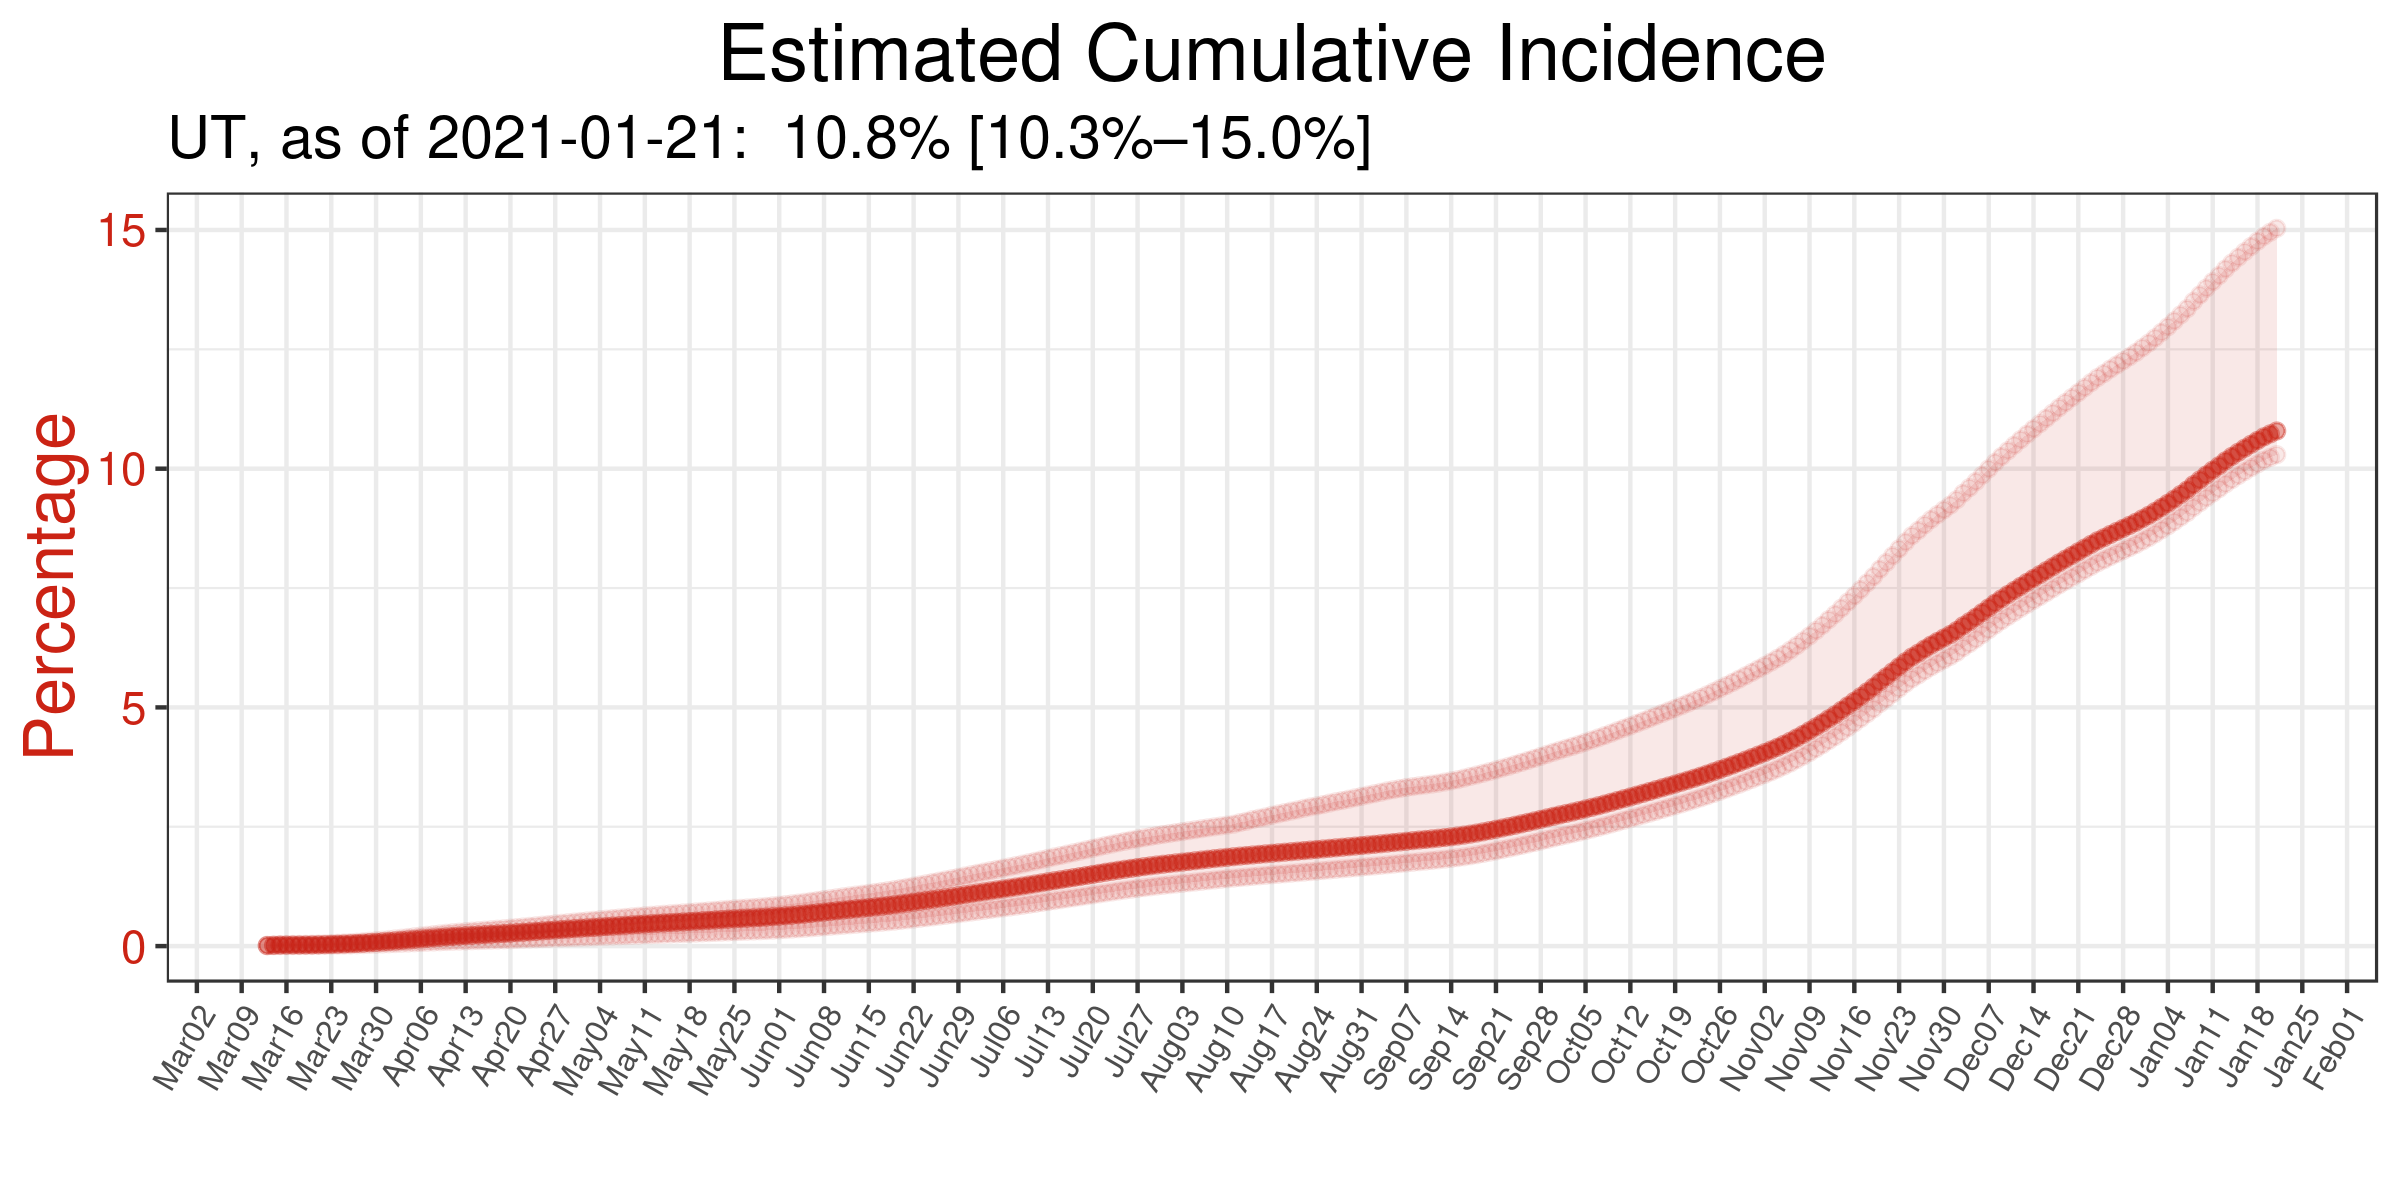 Estimated Cumulative Incidence
UT, as of 2021-01-21:  10.8% [10.3%–15.0%]
Percentage
15
10
5
0
Mar02
Mar09
Mar16
Mar23
Mar30
Apr06
Apr13
Apr20
Apr27
May04
May11
May18
May25
Jun01
Jun08
Jun15
Jun22
Jun29
Jul06
Jul13
Jul20
Jul27
Aug03
Aug10
Aug17
Aug24
Aug31
Sep07
Sep14
Sep21
Sep28
Oct05
Oct12
Oct19
Oct26
Nov02
Nov09
Nov16
Nov23
Nov30
Dec07
Dec14
Dec21
Dec28
Jan04
Jan11
Jan18
Jan25
Feb01